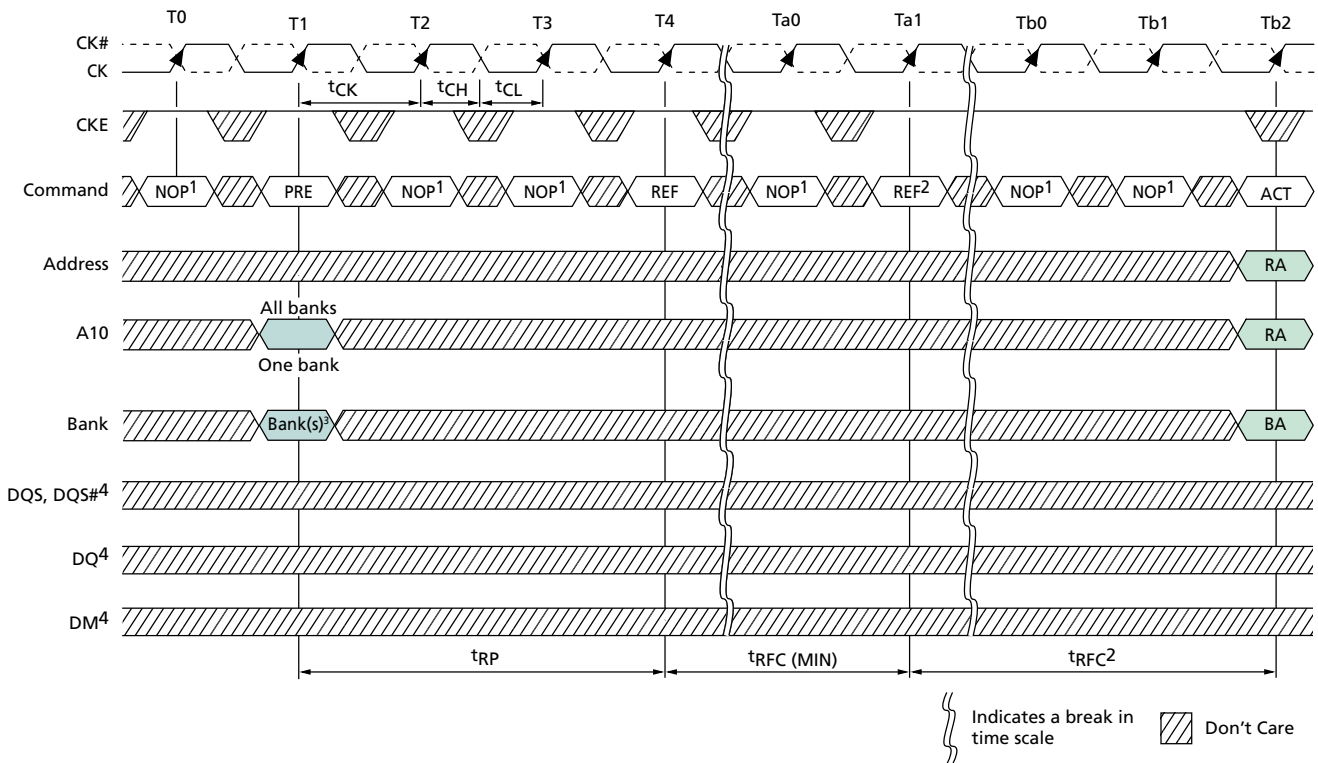 T0 T1 T2 T3 T4 Ta0 Ta1 Tb0 Tb1 Tb2
CK#
CK
tCK tCH tCL
CKE
Command NOP1 PRE NOP1 NOP1 REF NOP1 REF2 NOP1 NOP1 ACT
Address RA
All banks
A10 RA
One bank
Bank Bank(s)3 BA
DQS, DQS#4
DQ4
DM4
tRP tRFC (MIN) tRFC2
Indicates a break in
time scale
Don't Care